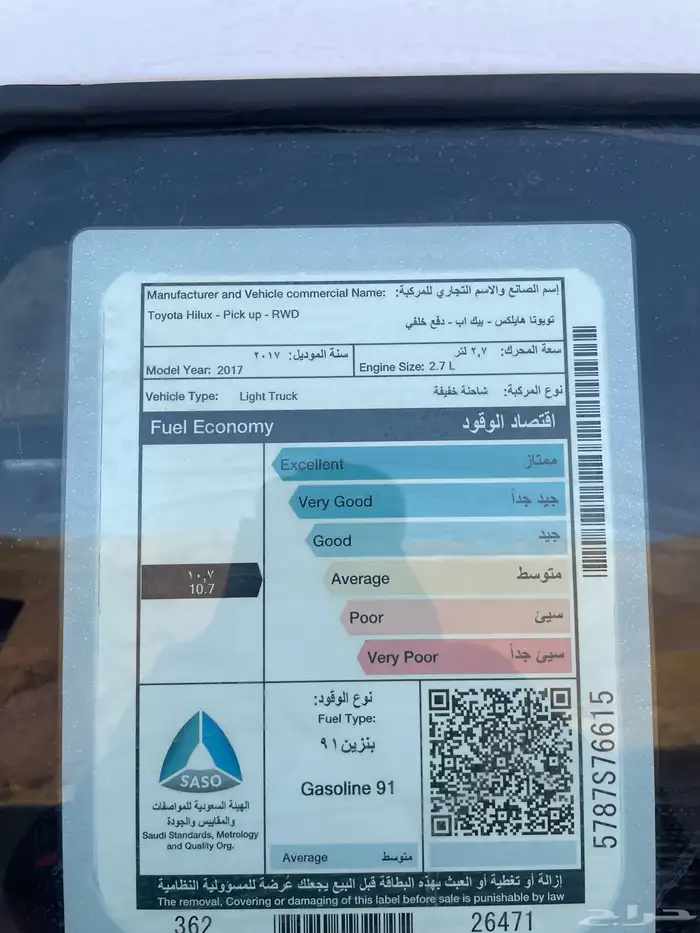 Manufacturer and Vehicle commercial Name: إسم الصانع والاسم التجاري للمركبة:
Toyota Hilux - Pick up - RWD تويوتا هايلكس - بيك اب - دفع خلفي
سنة الموديل: ٢٠١٧
Model Year: 2017
سعة المحرك: ٢,٧ لتر
Engine Size: 2.7 L
Vehicle Type: Light Truck نوع المركبة: شاحنة خفيفة
Fuel Economy اقتصاد الوقود
Excellent ممتاز
Very Good جيد جداً
Good جيد
Average متوسط
Poor سيئ
Very Poor سيئ جداً
١٠,٧
10.7
SASO
الهيئة السعودية للمواصفات
والمقاييس والجودة
Saudi Standards, Metrology
and Quality Org.
نوع الوقود:
Fuel Type:
بنزين ٩١
Gasoline 91
Average متوسط
5787S76615
إزالة أو تغطية أو العبث بهذه البطاقة قبل البيع يجعلك عُرضة للمسؤولية النظامية
The removal, Covering or damaging of this label before sale is punishable by law
362 26471
حراج